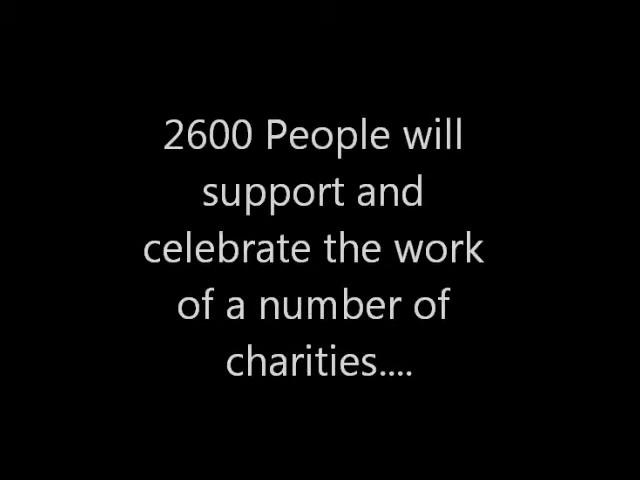 2600 People will
support and
celebrate the work
of a number of
charities....